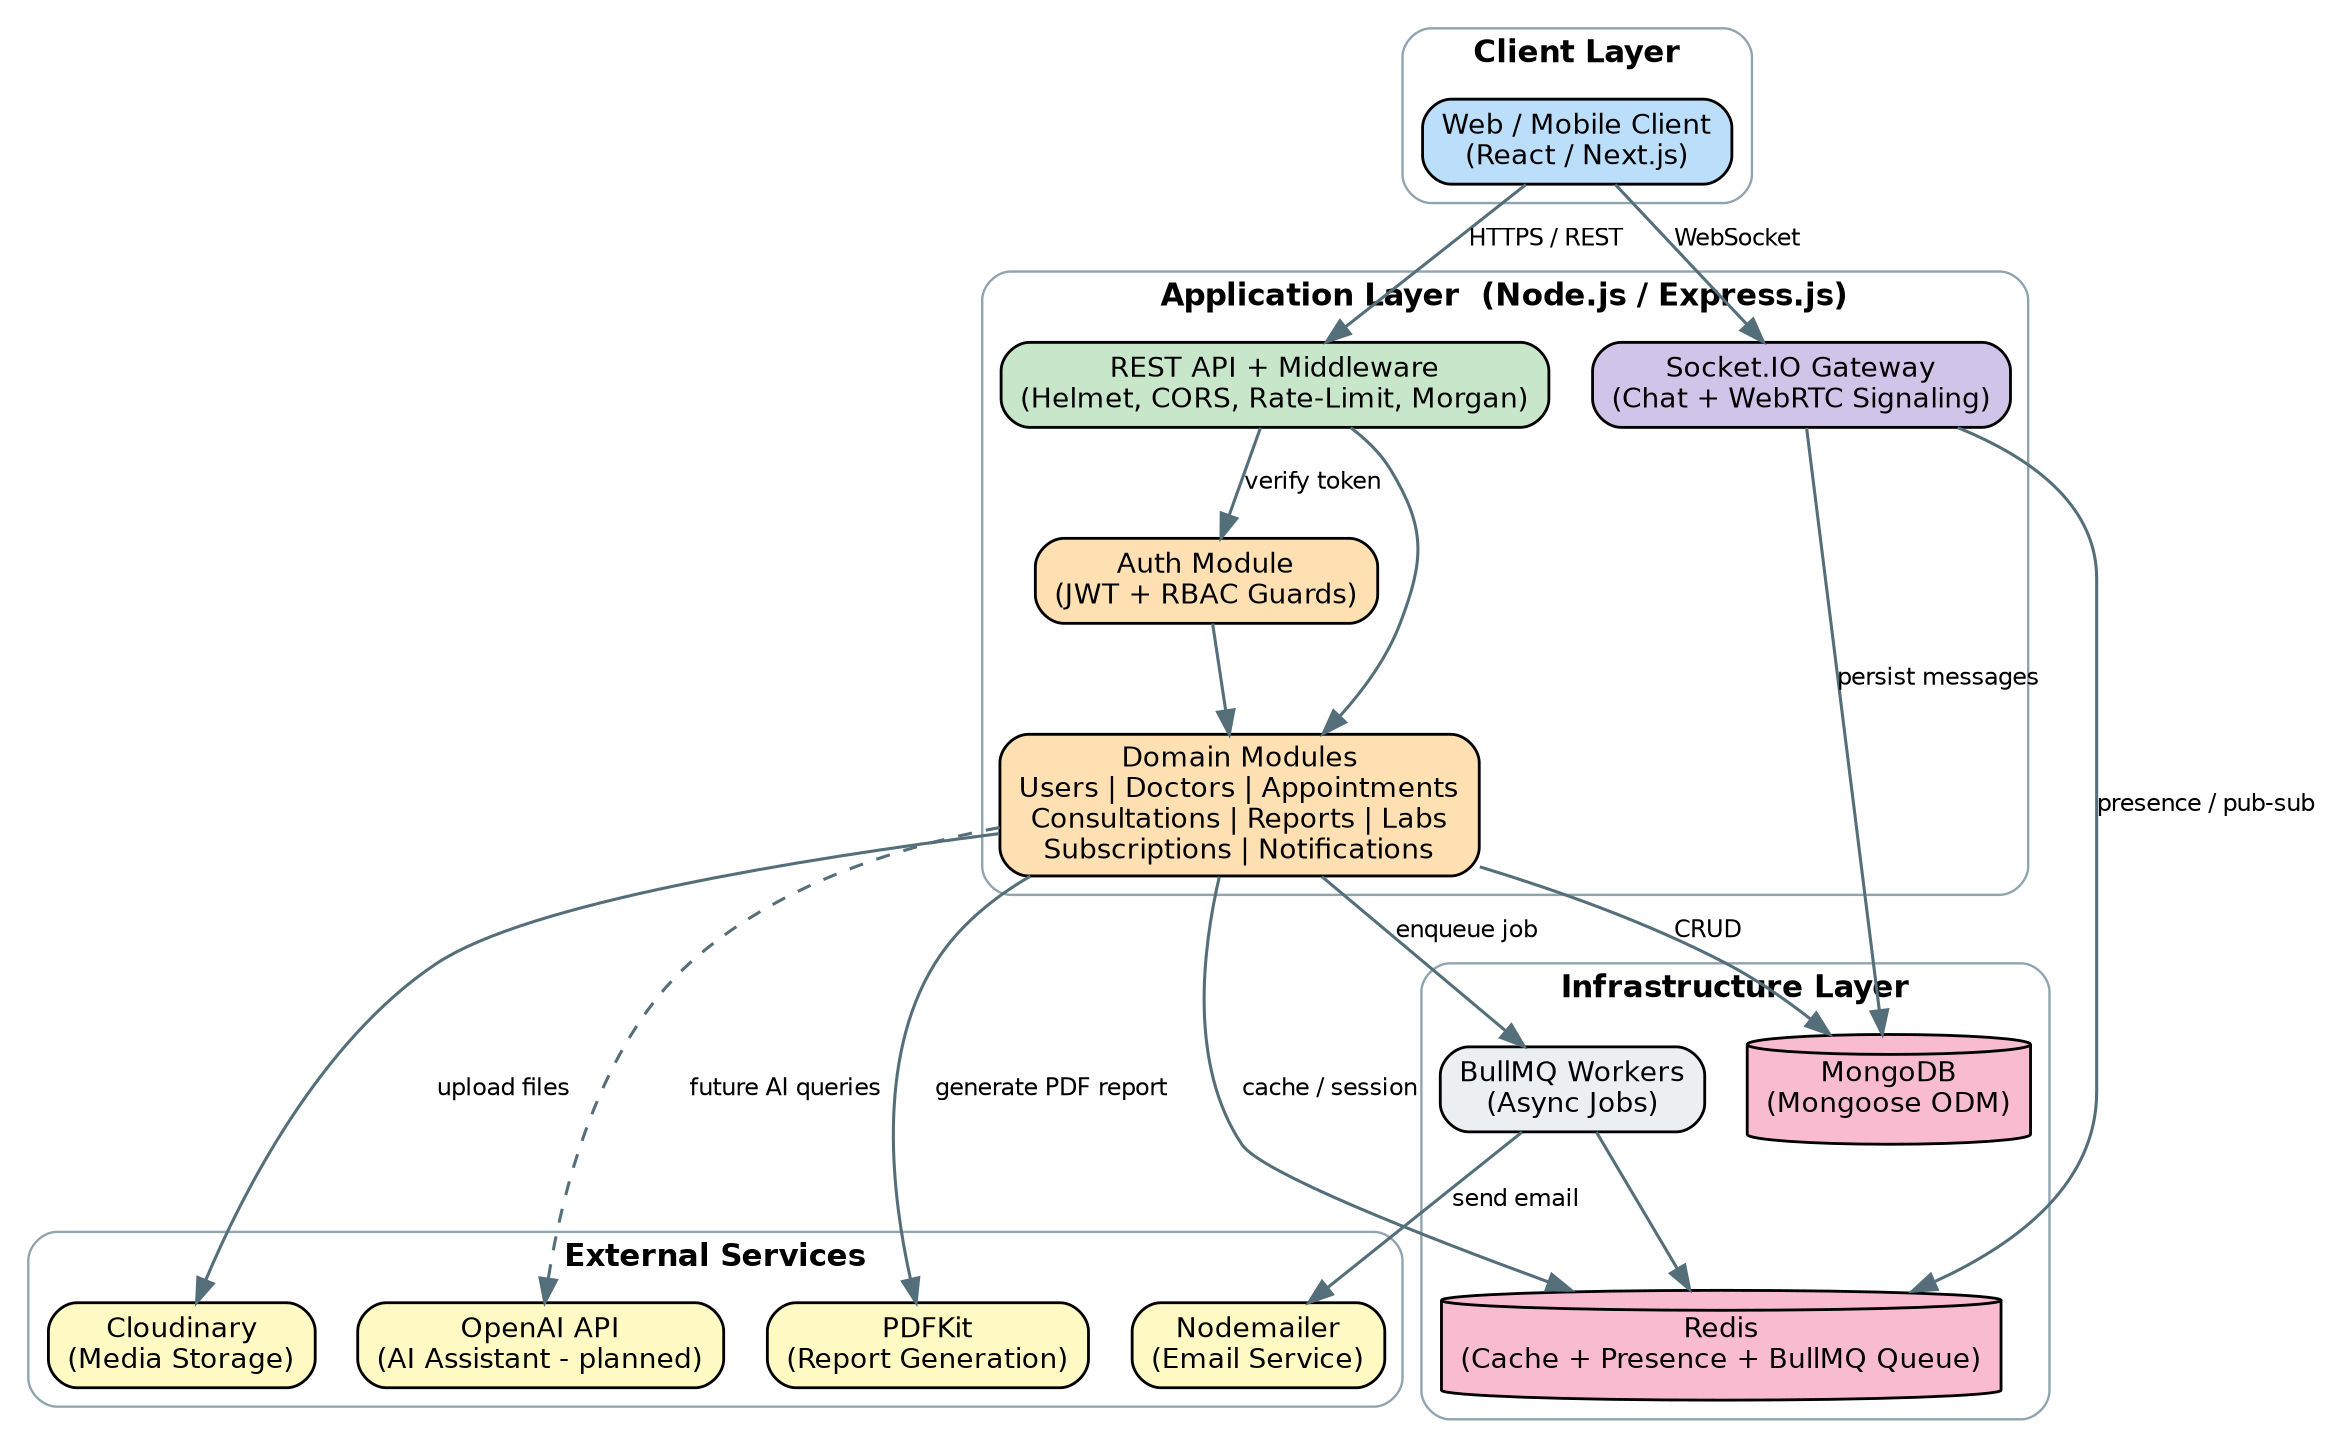 Client Layer
Web / Mobile Client
(React / Next.js)
HTTPS / REST
WebSocket
Application Layer  (Node.js / Express.js)
REST API + Middleware
(Helmet, CORS, Rate-Limit, Morgan)
Socket.IO Gateway
(Chat + WebRTC Signaling)
verify token
Auth Module
(JWT + RBAC Guards)
persist messages
Domain Modules
Users | Doctors | Appointments
Consultations | Reports | Labs
Subscriptions | Notifications
presence / pub-sub
enqueue job
CRUD
Infrastructure Layer
upload files
future AI queries
generate PDF report
cache / session
BullMQ Workers
(Async Jobs)
MongoDB
(Mongoose ODM)
send email
External Services
Cloudinary
(Media Storage)
OpenAI API
(AI Assistant - planned)
PDFKit
(Report Generation)
Nodemailer
(Email Service)
Redis
(Cache + Presence + BullMQ Queue)